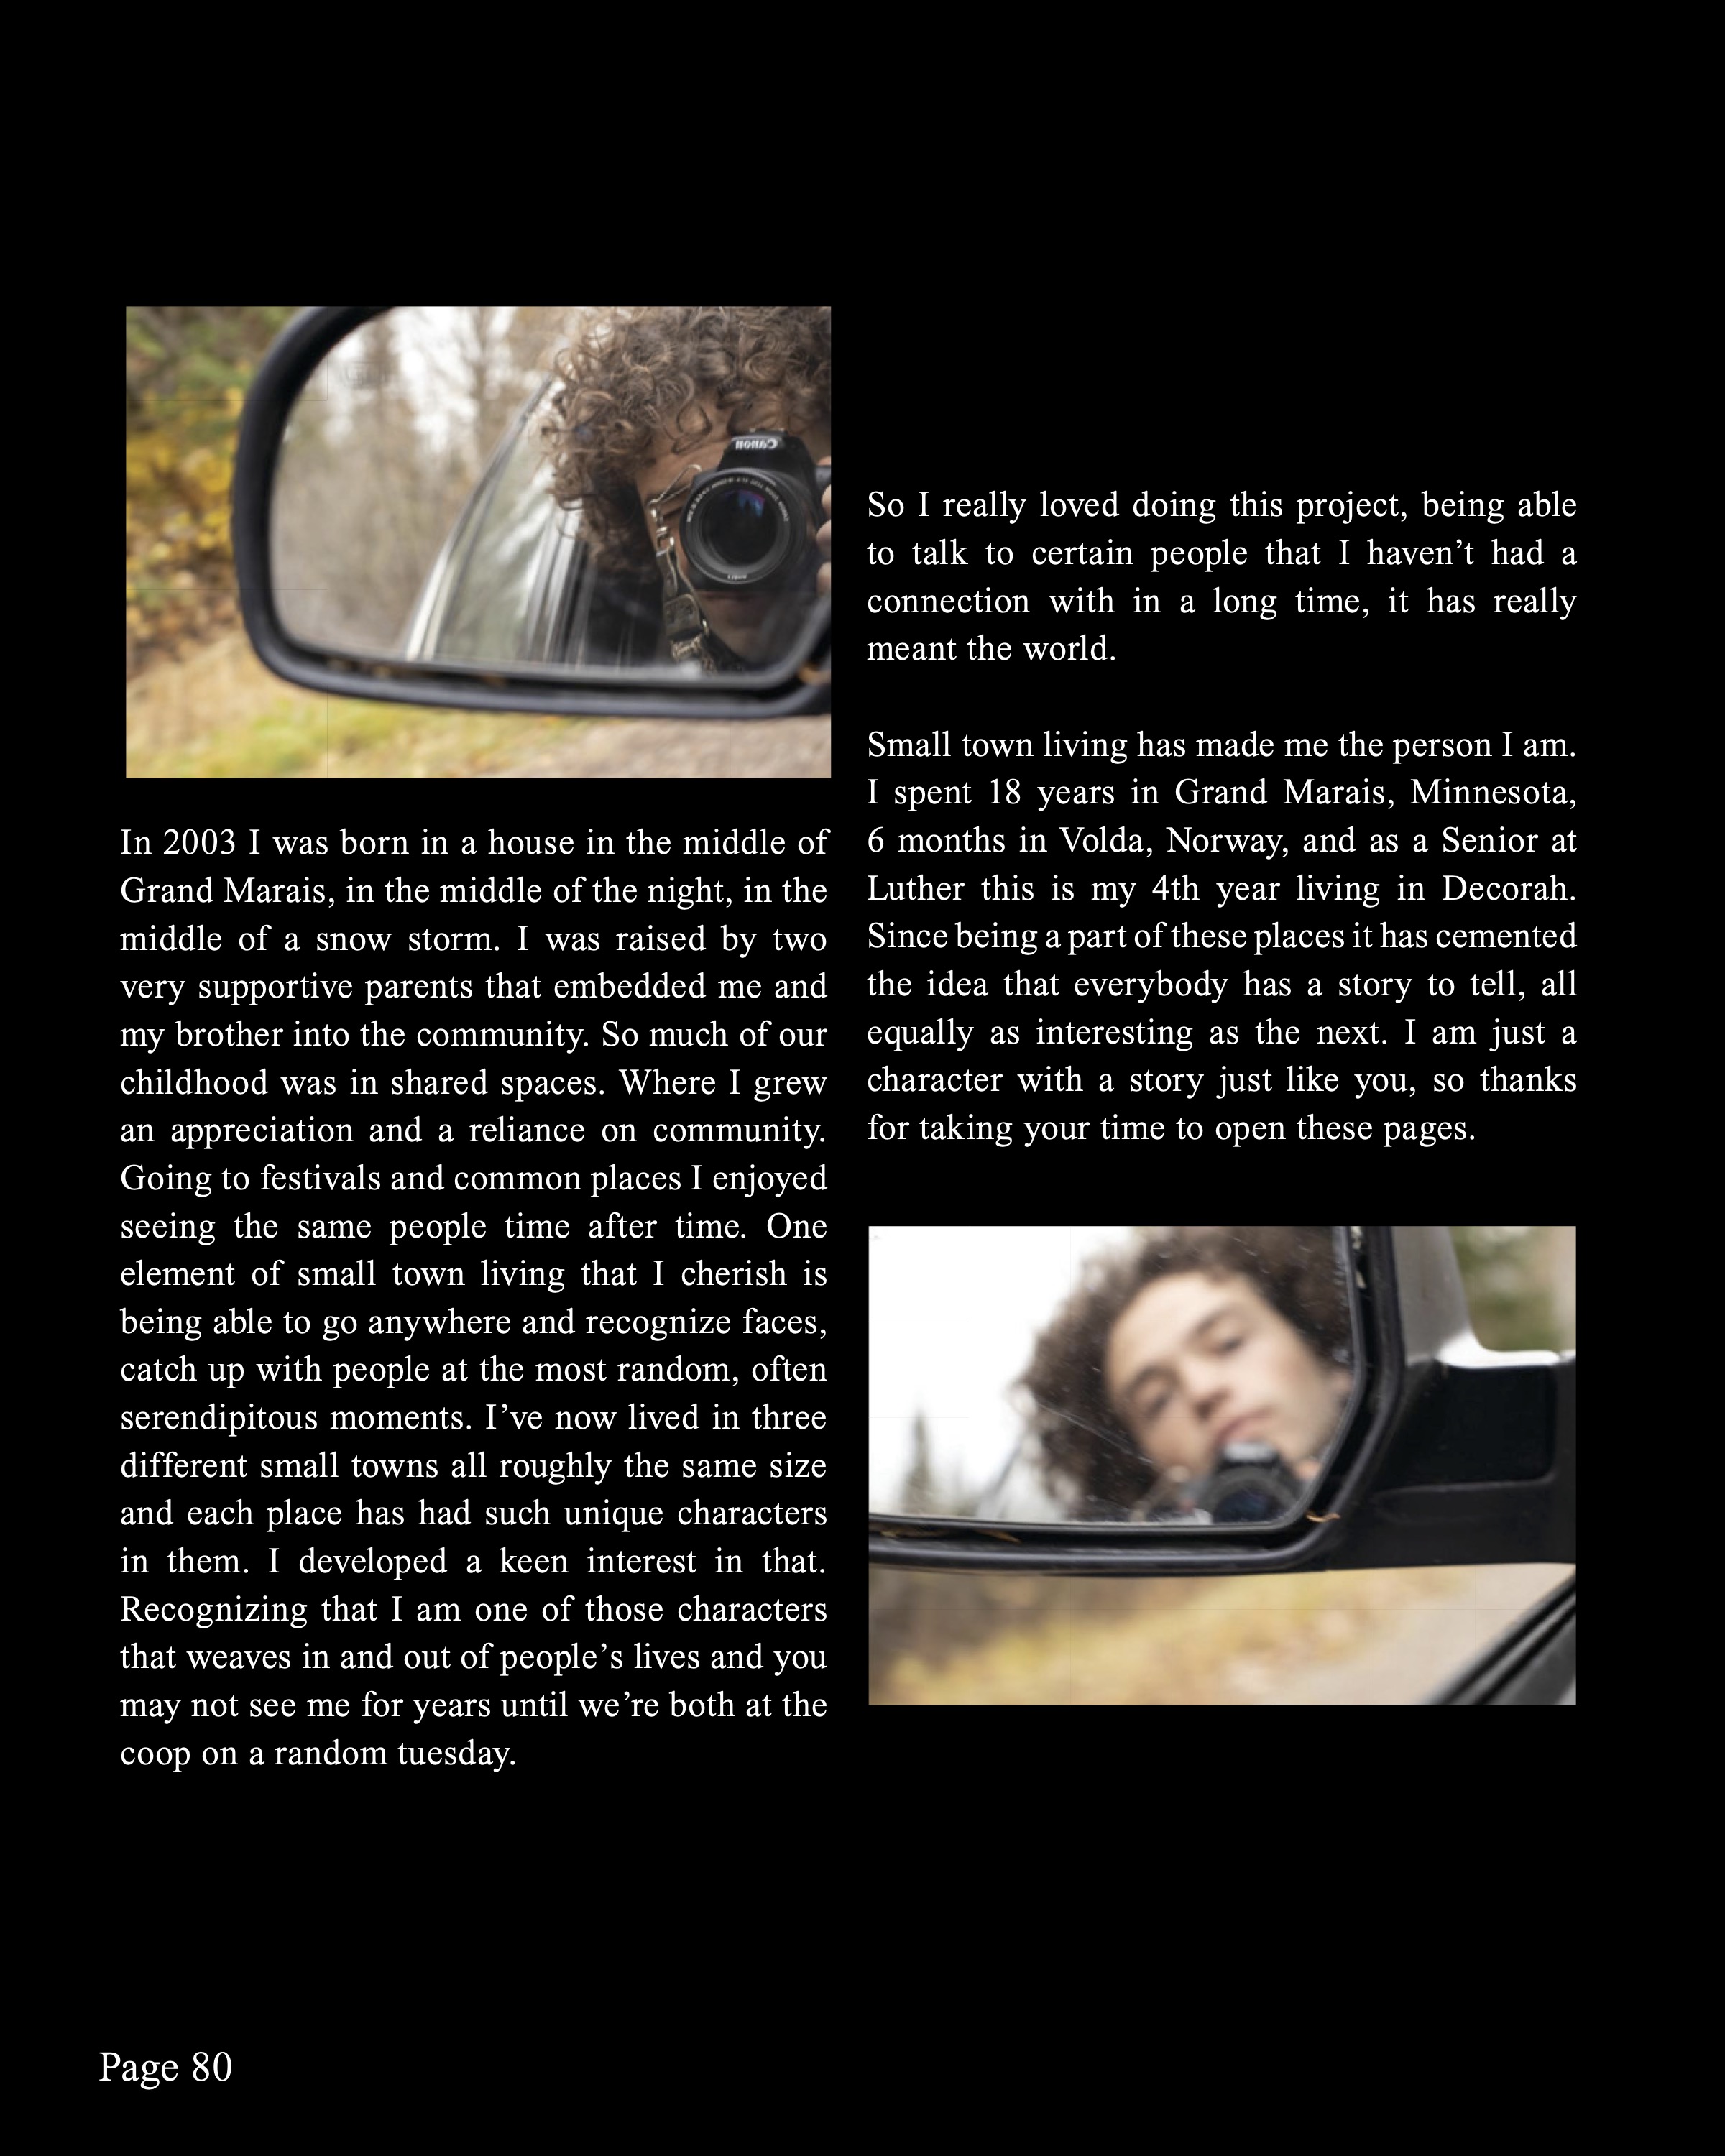 Canon
In 2003 I was born in a house in the middle of
Grand Marais, in the middle of the night, in the
middle of a snow storm. I was raised by two
very supportive parents that embedded me and
my brother into the community. So much of our
childhood was in shared spaces. Where I grew
an appreciation and a reliance on community.
Going to festivals and common places I enjoyed
seeing the same people time after time. One
element of small town living that I cherish is
being able to go anywhere and recognize faces,
catch up with people at the most random, often
serendipitous moments. I’ve now lived in three
different small towns all roughly the same size
and each place has had such unique characters
in them. I developed a keen interest in that.
Recognizing that I am one of those characters
that weaves in and out of people’s lives and you
may not see me for years until we’re both at the
coop on a random tuesday.
So I really loved doing this project, being able
to talk to certain people that I haven’t had a
connection with in a long time, it has really
meant the world.
Small town living has made me the person I am.
I spent 18 years in Grand Marais, Minnesota,
6 months in Volda, Norway, and as a Senior at
Luther this is my 4th year living in Decorah.
Since being a part of these places it has cemented
the idea that everybody has a story to tell, all
equally as interesting as the next. I am just a
character with a story just like you, so thanks
for taking your time to open these pages.
Page 80